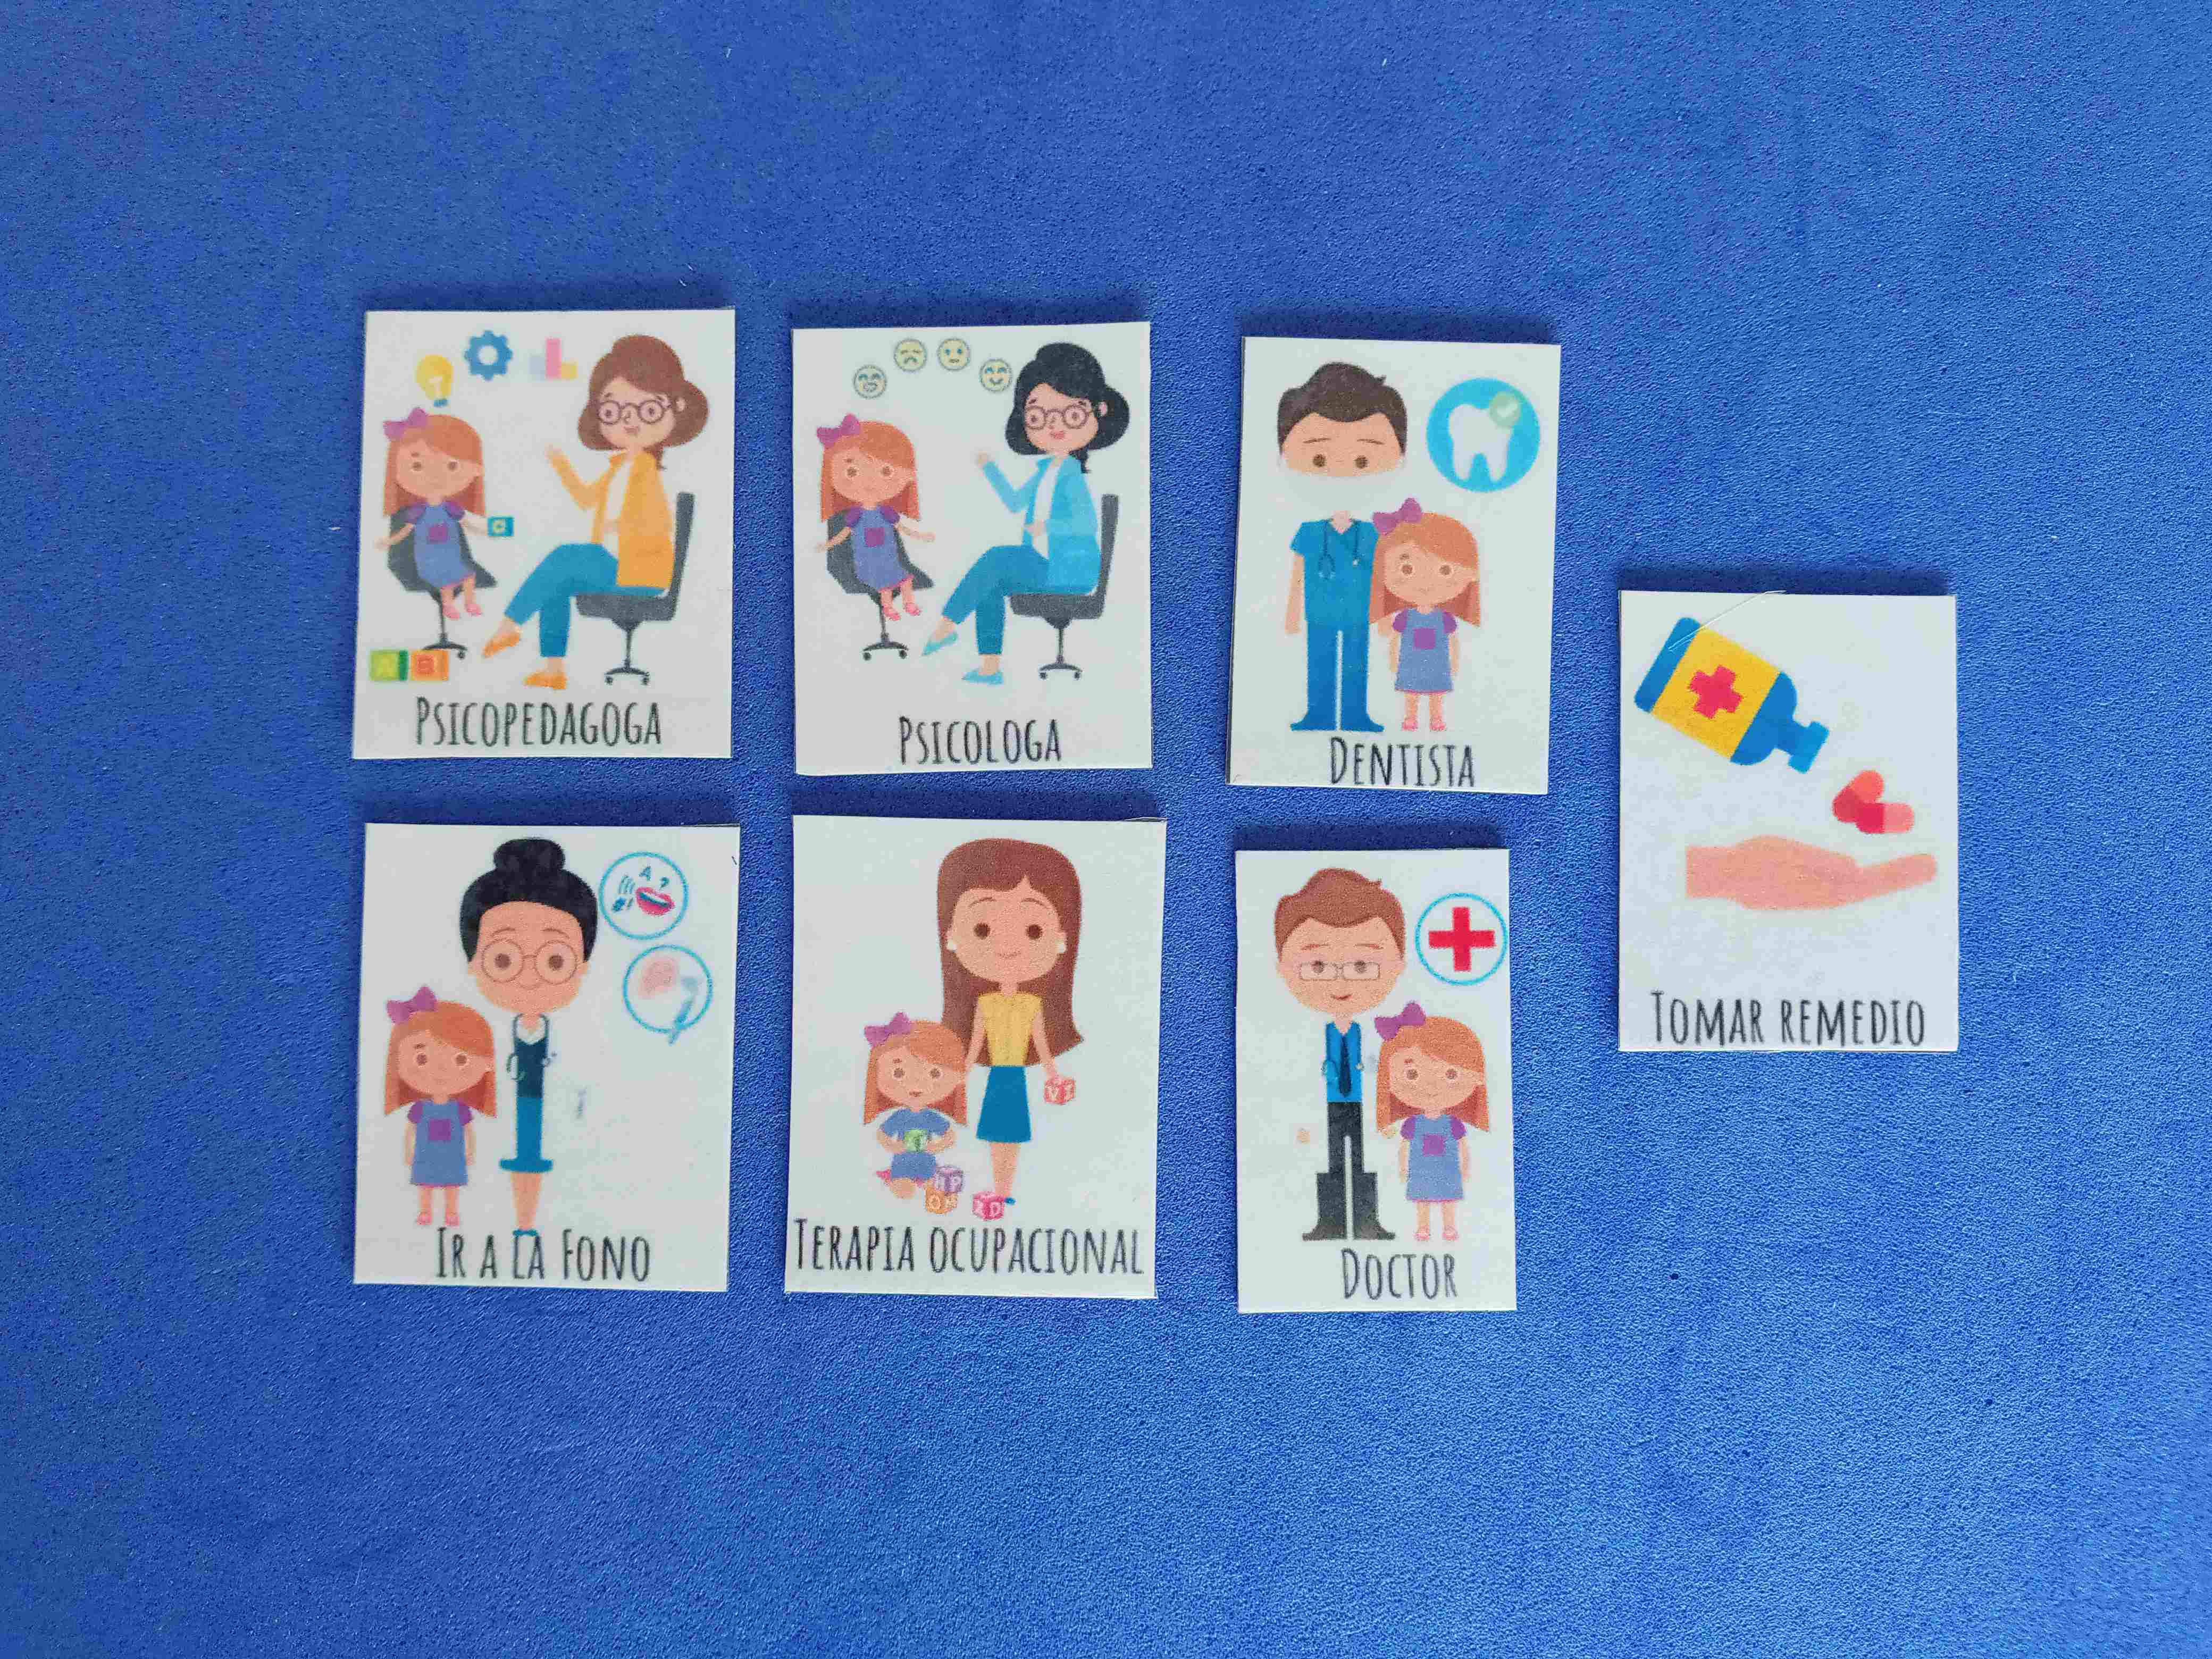 PSICOPEDAGOGA
PSICOLOGA
DENTISTA
TOMAR REMEDIO
IR A LA FONO
TERAPIA OCUPACIONAL
DOCTOR